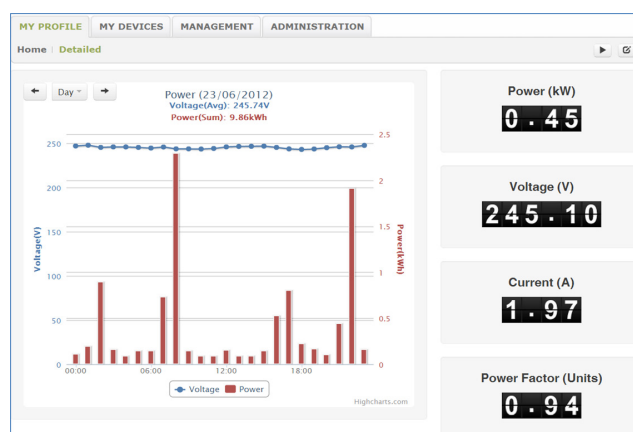 MY PROFILE MY DEVICES MANAGEMENT ADMINISTRATION
Home | Detailed
Day
Power (23/06/2012)
Voltage(Avg): 245.74V
Power(Sum): 9.86kWh
Voltage(V)
250
200
150
100
50
0
2.5
2
1.5
1
0.5
0
Power(kWh)
00:00 06:00 12:00 18:00
Voltage Power
Highcharts.com
Power (kW)
0.45
Voltage (V)
245.10
Current (A)
1.97
Power Factor (Units)
0.94